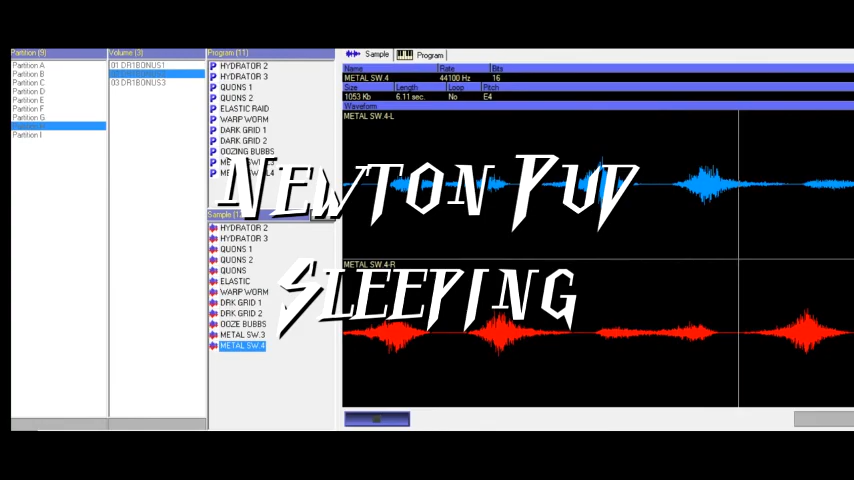 Partition (9)
Partition A
Partition B
Partition C
Partition D
Partition E
Partition F
Partition G
Partition I
Volume (3)
01 DR1BONUS1
03 DR1BONUS3
Program (11)
HYDRATOR 2
HYDRATOR 3
QUONS 1
QUONS 2
ELASTIC RAID
WARP WORM
DARK GRID 1
DARK GRID 2
OOZING BUBBS
Sample
HYDRATOR 2
HYDRATOR 3
QUONS 1
QUONS 2
QUONS
ELASTIC
WARP WORM
DRK GRID 1
DRK GRID 2
OOZE BUBBS
METAL SW.3
METAL SW.4
Sample Program
Name Rate Bits
METAL SW.4 44100 Hz 16
Size Length Loop Pitch
1053 Kb 6.11 sec. No E4
Waveform
METAL SW.4-L
METAL SW.4-R
Newton Pud
Sleeping